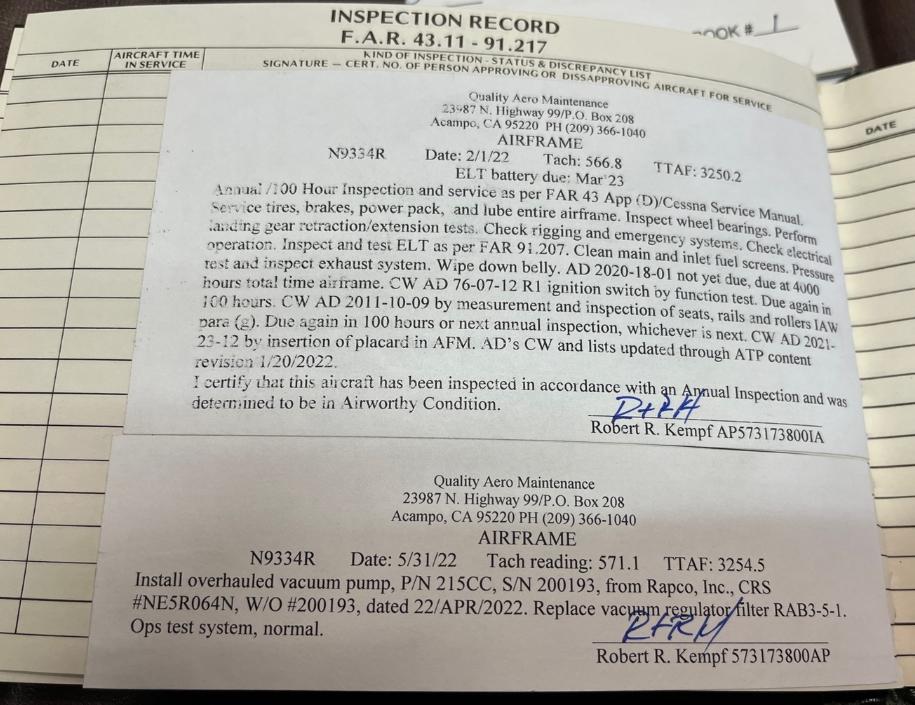 OOK # 1
INSPECTION RECORD
F.A.R. 43.11 - 91.217
DATE
AIRCRAFT TIME
IN SERVICE
KIND OF INSPECTION - STATUS & DISCREPANCY LIST
SIGNATURE — CERT. NO. OF PERSON APPROVING OR DISSAPPROVING AIRCRAFT FOR SERVICE
DATE
Quality Aero Maintenance
23987 N. Highway 99/P.O. Box 208
Acampo, CA 95220 PH (209) 366-1040
AIRFRAME
N9334R Date: 2/1/22 Tach: 566.8 TTAF: 3250.2
ELT battery due: Mar'23
Annual /100 Hour Inspection and service as per FAR 43 App (D)/Cessna Service Manual.
Service tires, brakes, power pack, and lube entire airframe. Inspect wheel bearings. Perform
landing gear retraction/extension tests. Check rigging and emergency systems. Check electrical
operation. Inspect and test ELT as per FAR 91.207. Clean main and inlet fuel screens. Pressure
test and inspect exhaust system. Wipe down belly. AD 2020-18-01 not yet due, due at 4000
hours total time airframe. CW AD 76-07-12 R1 ignition switch by function test. Due again in
100 hours. CW AD 2011-10-09 by measurement and inspection of seats, rails and rollers IAW
para (g). Due again in 100 hours or next annual inspection, whichever is next. CW AD 2021-
23-12 by insertion of placard in AFM. AD's CW and lists updated through ATP content
revision 1/20/2022.
I certify that this aircraft has been inspected in accordance with an Annual Inspection and was
determined to be in Airworthy Condition.
Robert R. Kempf AP573173800IA
Quality Aero Maintenance
23987 N. Highway 99/P.O. Box 208
Acampo, CA 95220 PH (209) 366-1040
AIRFRAME
N9334R Date: 5/31/22 Tach reading: 571.1 TTAF: 3254.5
Install overhauled vacuum pump, P/N 215CC, S/N 200193, from Rapco, Inc., CRS
#NE5R064N, W/O #200193, dated 22/APR/2022. Replace vacuum regulator filter RAB3-5-1.
Ops test system, normal.
Robert R. Kempf 573173800AP